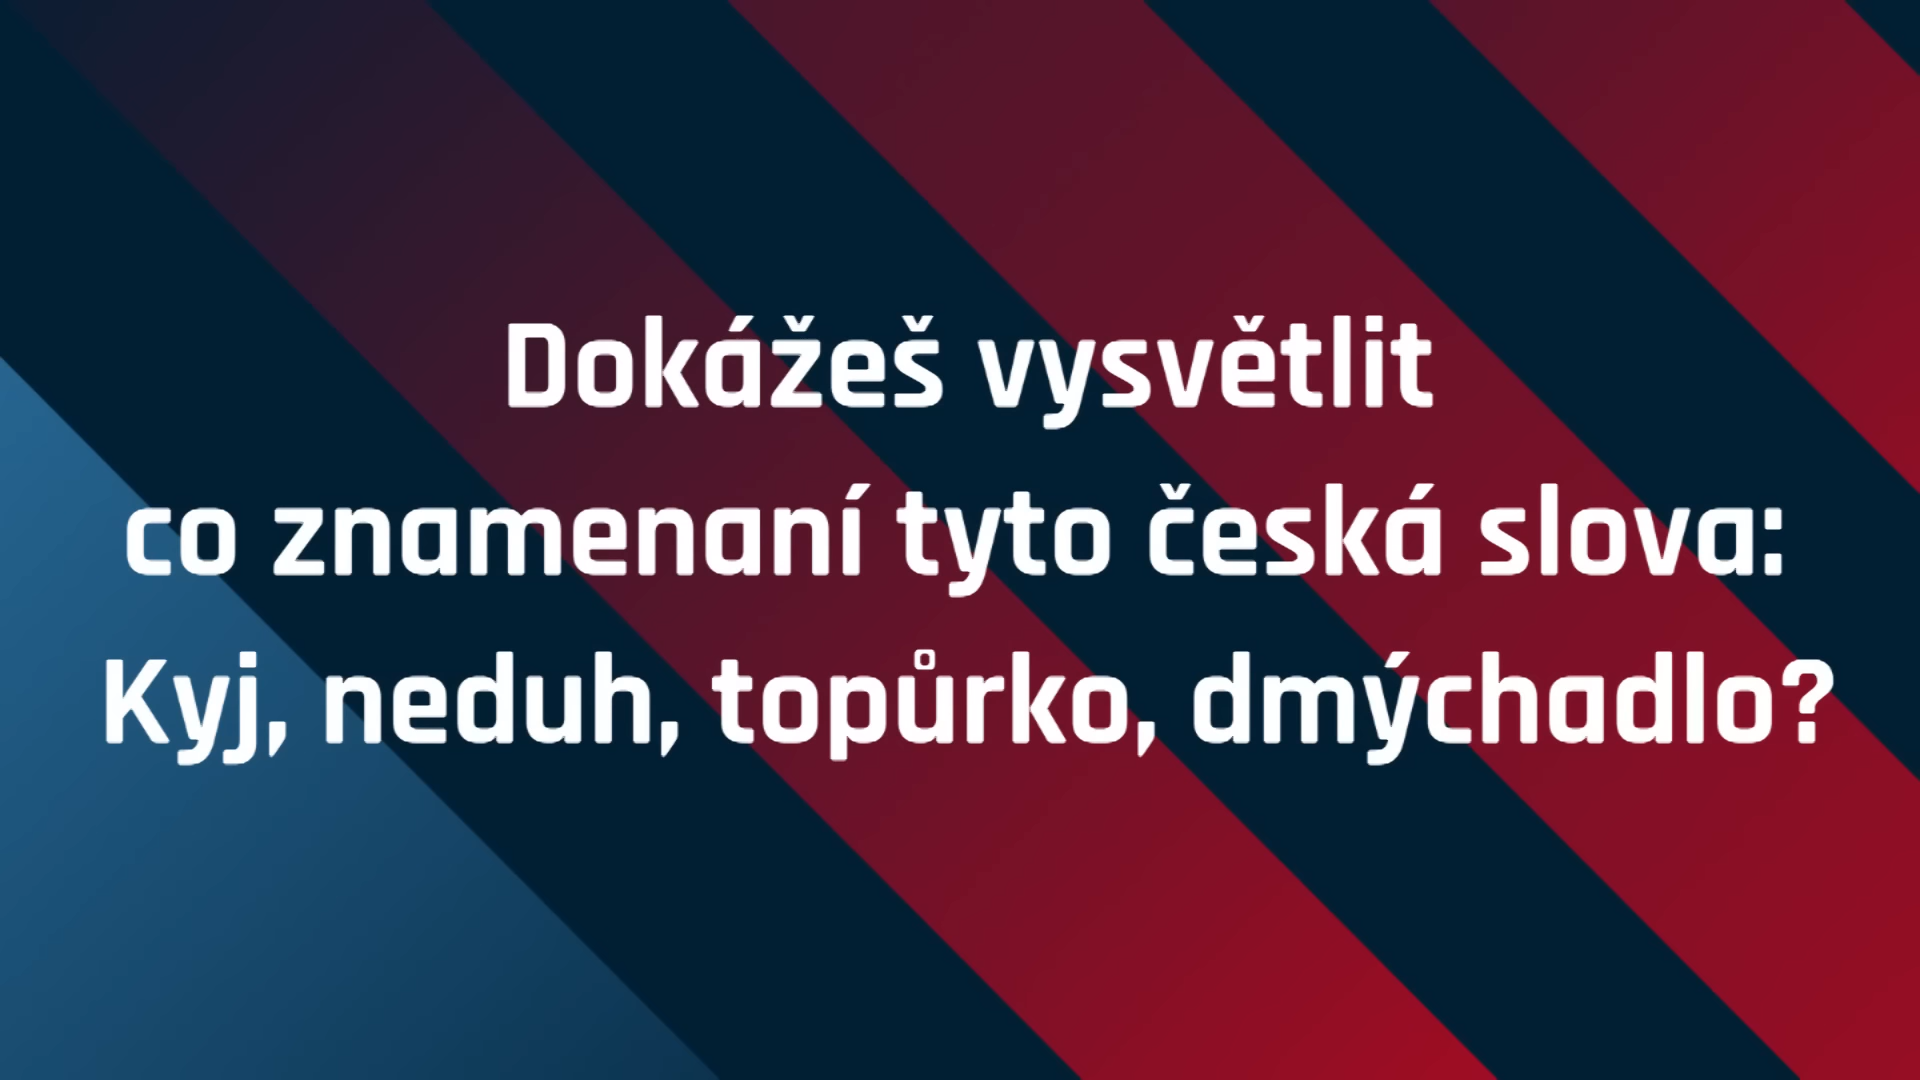 Dokážeš vysvětlit
co znamenaní tyto česká slova:
Kyj, neduh, topůrko, dmýchadlo?